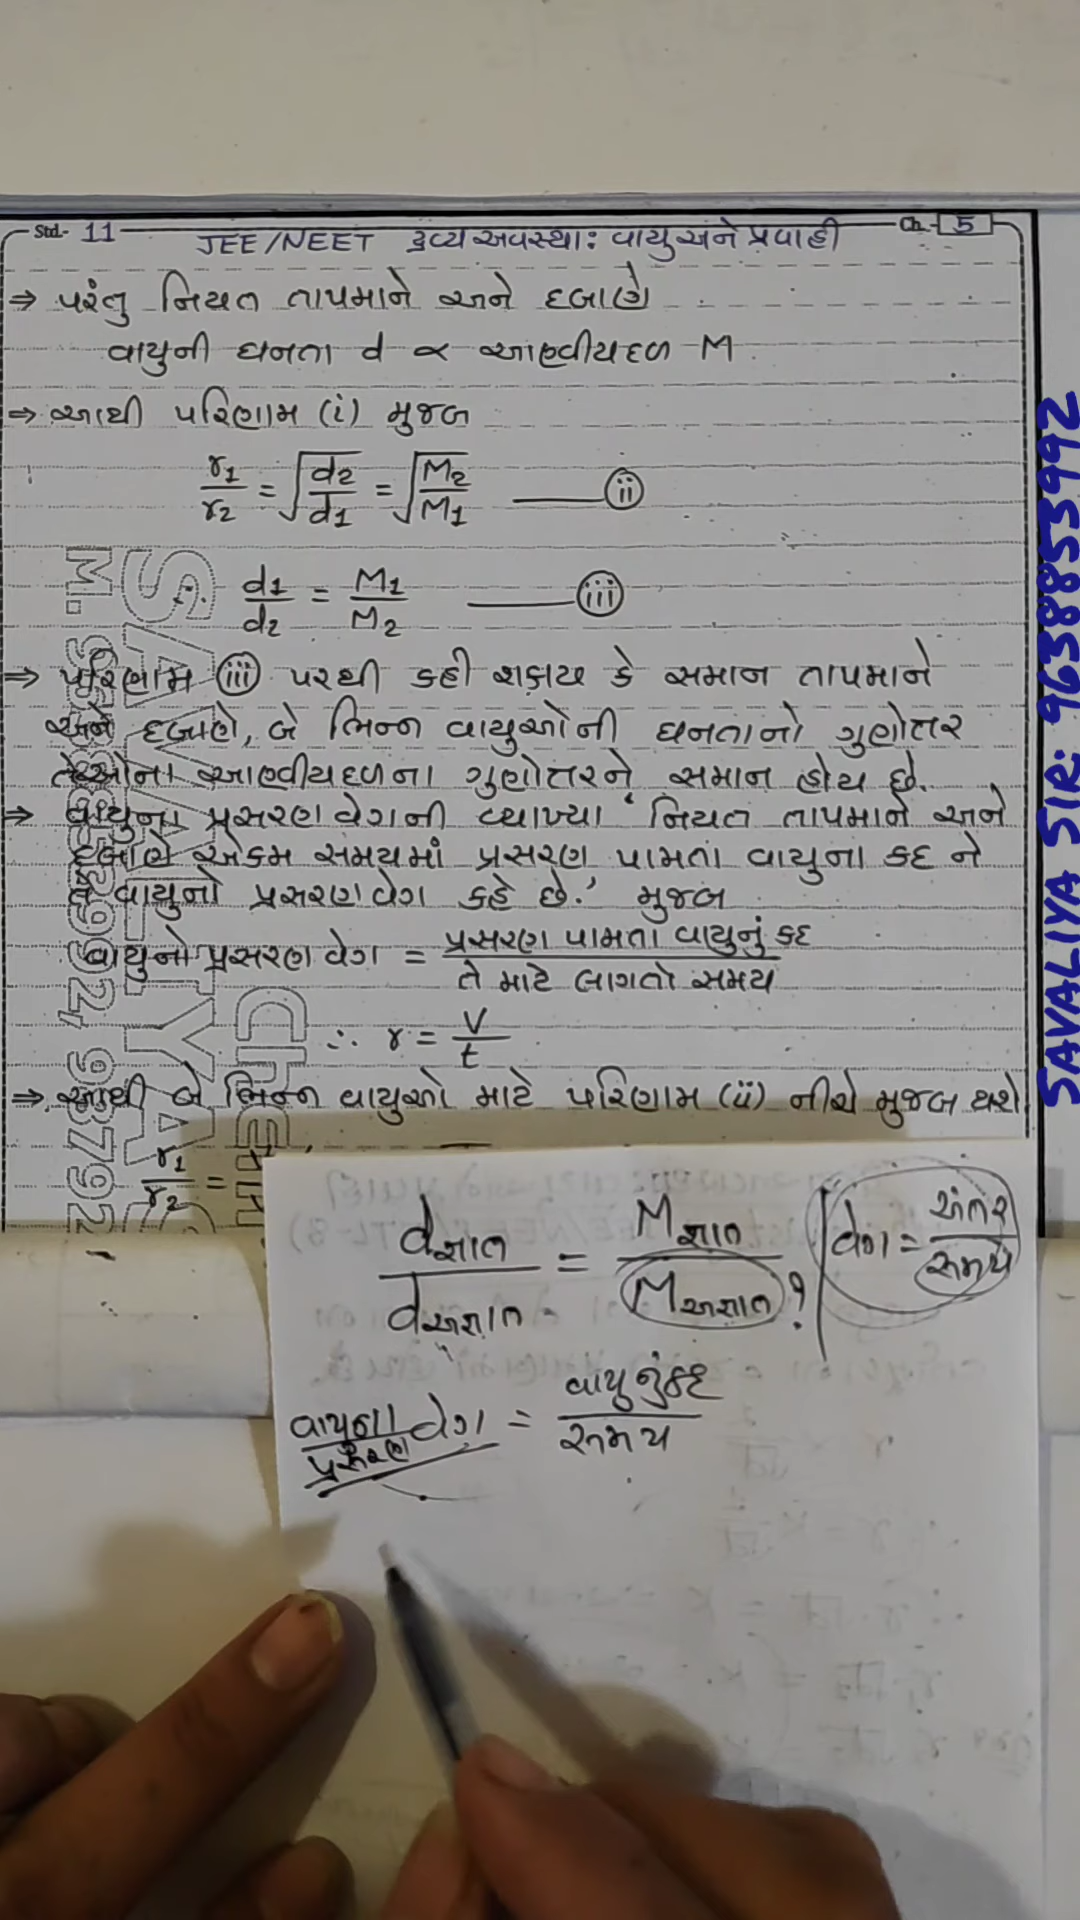 Std.- 11
JEE/NEET દ્રવ્ય અવસ્થા: વાયુ અને પ્રવાહી
Ch.- 5
⇒ પરંતુ નિયત તાપમાને અને દબાણે
વાયુની ઘનતા d ∝ આણ્વીયદળ M
⇒ આથી પરિણામ (i) મુજબ
r1/r2 = √(d2/d1) = √(M2/M1) —— (ii)
d1/d2 = M1/M2 —— (iii)
⇒ પરિણામ (iii) પરથી કહી શકાય કે સમાન તાપમાને
અને દબાણે, બે ભિન્ન વાયુઓની ઘનતાનો ગુણોત્તર
તેઓના આણ્વીયદળના ગુણોત્તરને સમાન હોય છે.
⇒ વાયુના પ્રસરણ વેગની વ્યાખ્યા ‘નિયત તાપમાને અને
દબાણે એકમ સમયમાં પ્રસરણ પામતા વાયુના કદ ને
તે વાયુનો પ્રસરણ વેગ કહે છે.’ મુજબ
વાયુનો પ્રસરણ વેગ = પ્રસરણ પામતા વાયુનું કદ / તે માટે લાગતો સમય
∴ r = V/t
⇒ આથી બે ભિન્ન વાયુઓ માટે પરિણામ (ii) નીચે મુજબ થશે
r1/r2 =
d જ્ઞાત / d અજ્ઞાત = M જ્ઞાત / M અજ્ઞાત ?
વેગ = અંતર / સમય
વાયુના પ્રસરણ વેગ = વાયુનું કદ / સમય
SAVALIYA SIR: 9638853992